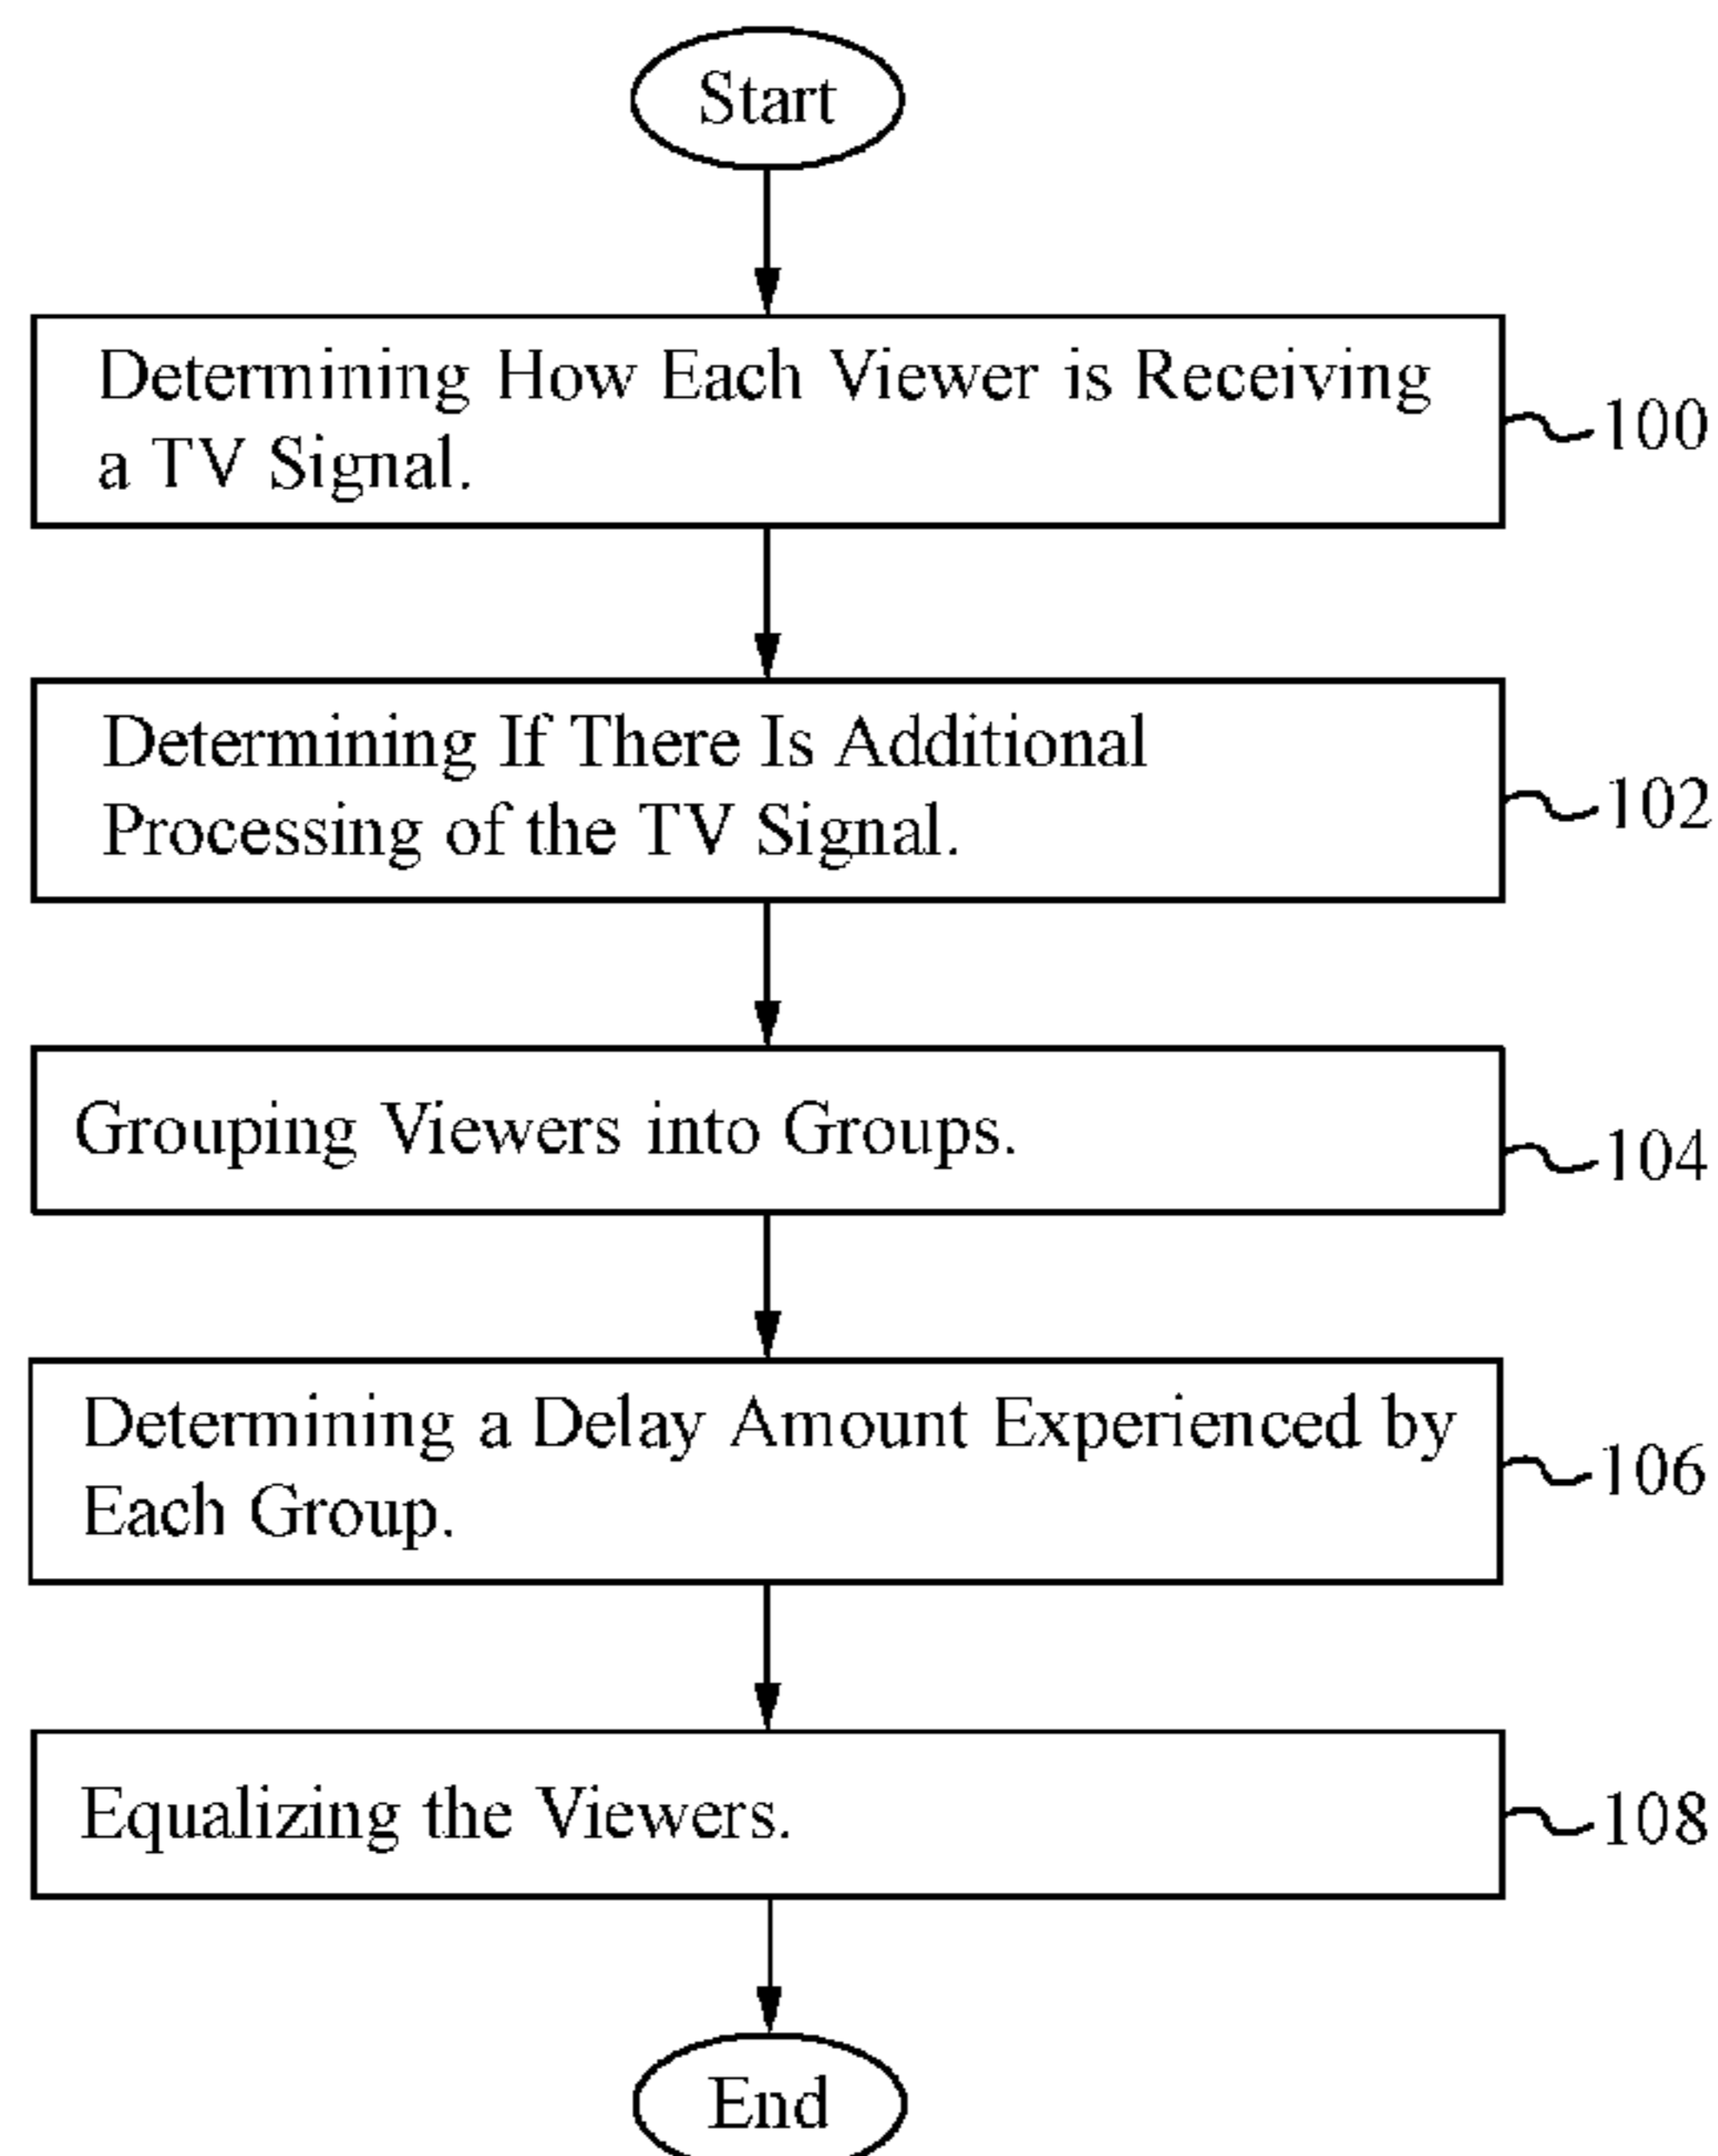 Start
Determining How Each Viewer is Receiving
a TV Signal.
100
Determining If There Is Additional
Processing of the TV Signal.
102
Grouping Viewers into Groups.
104
Determining a Delay Amount Experienced by
Each Group.
106
Equalizing the Viewers.
108
End